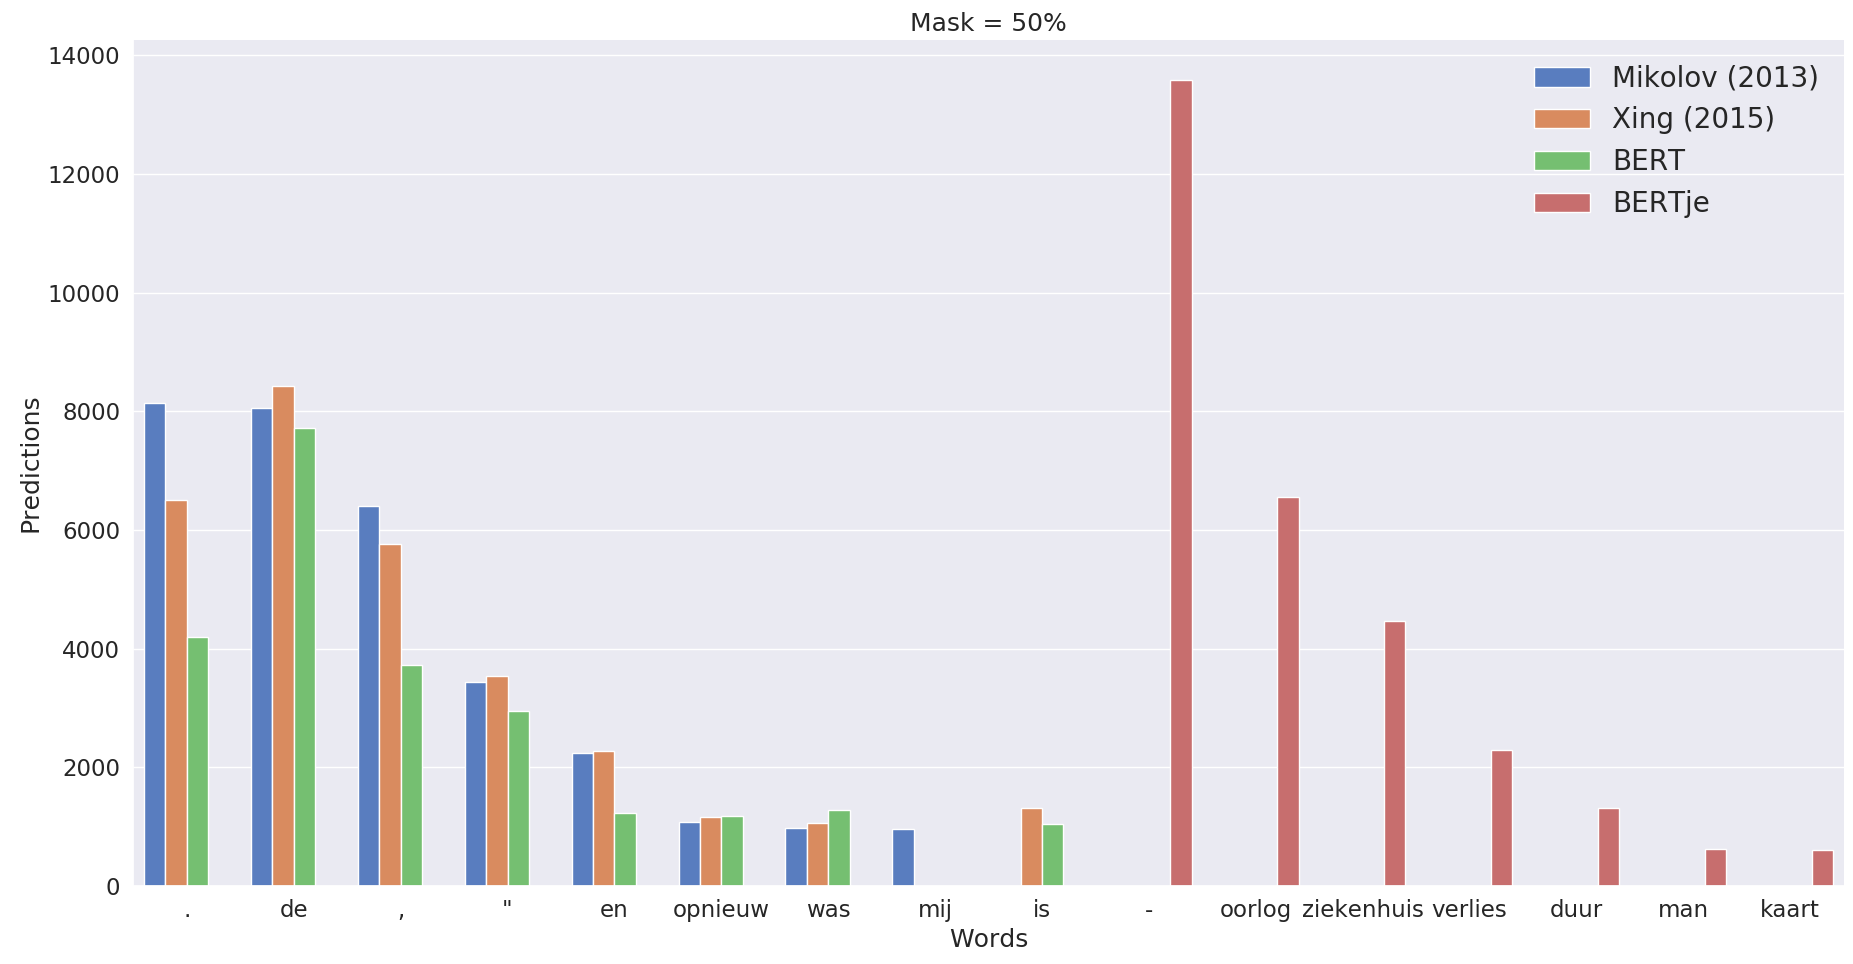 Mask = 50%
Mikolov (2013)
Xing (2015)
BERT
BERTje
14000
12000
10000
8000
6000
4000
2000
0
Predictions
. de , " en opnieuw was mij is - oorlog ziekenhuis verlies duur man kaart
Words